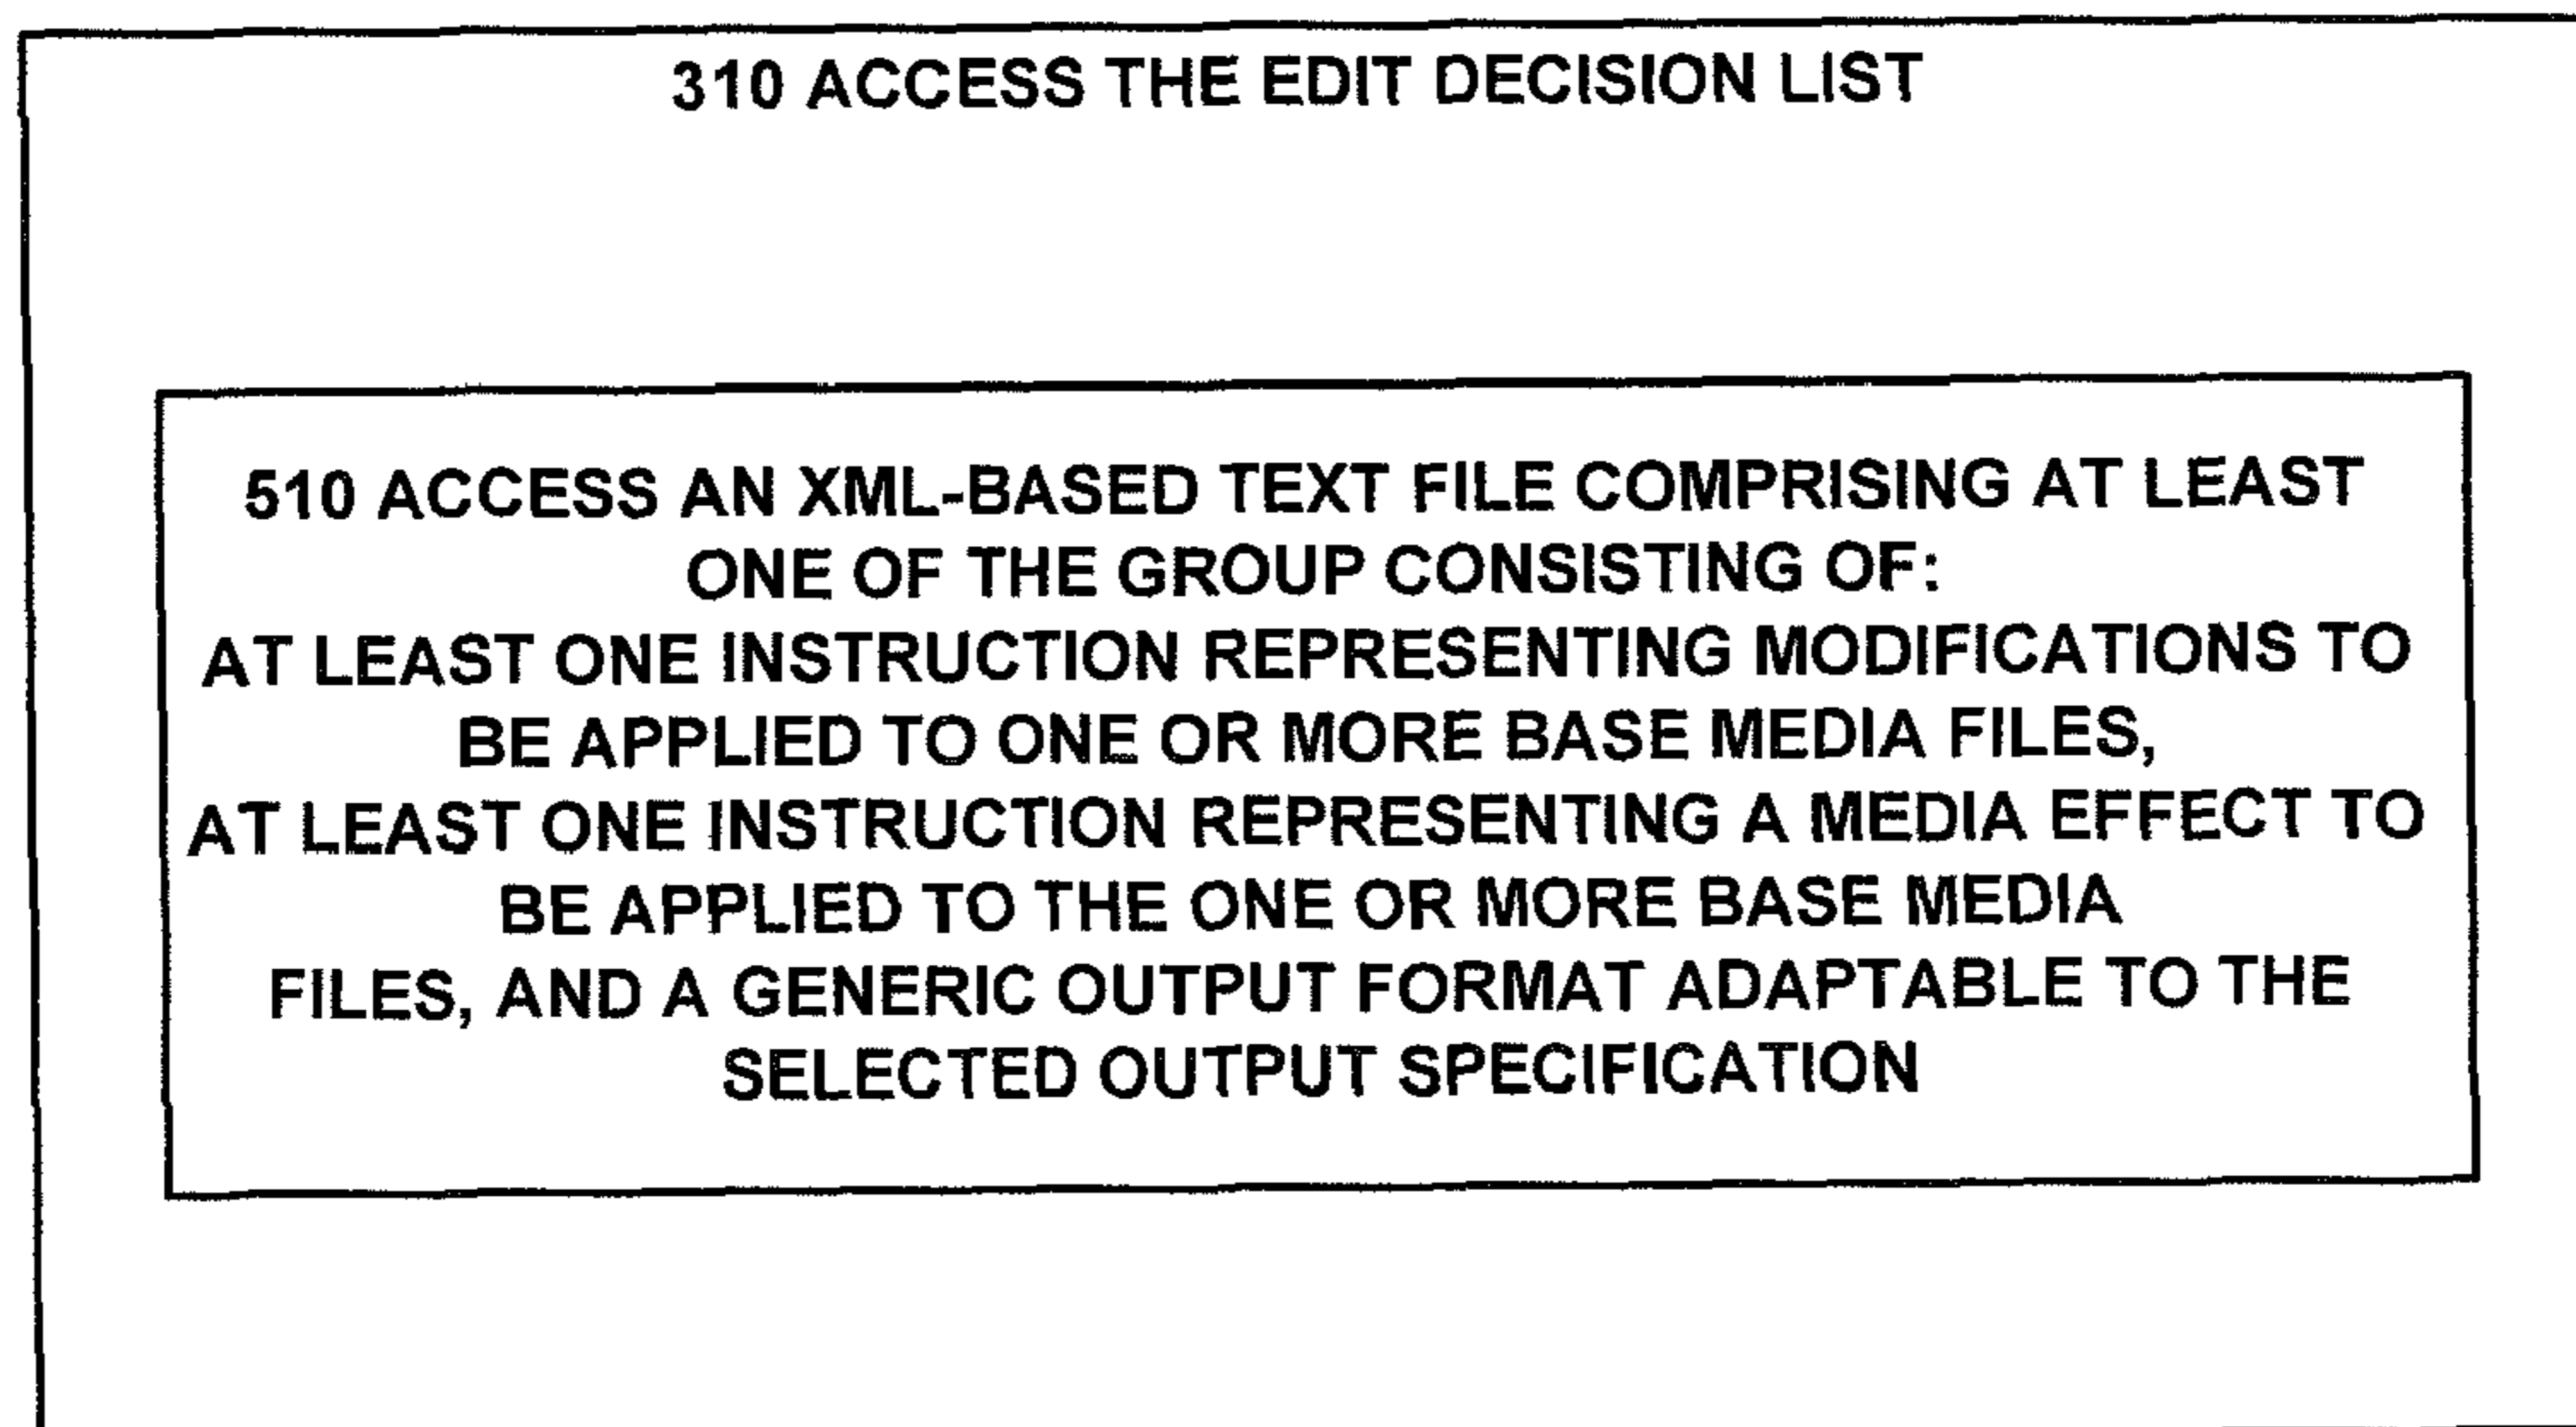 310 ACCESS THE EDIT DECISION LIST
510 ACCESS AN XML-BASED TEXT FILE COMPRISING AT LEAST
ONE OF THE GROUP CONSISTING OF:
AT LEAST ONE INSTRUCTION REPRESENTING MODIFICATIONS TO
BE APPLIED TO ONE OR MORE BASE MEDIA FILES,
AT LEAST ONE INSTRUCTION REPRESENTING A MEDIA EFFECT TO
BE APPLIED TO THE ONE OR MORE BASE MEDIA
FILES, AND A GENERIC OUTPUT FORMAT ADAPTABLE TO THE
SELECTED OUTPUT SPECIFICATION